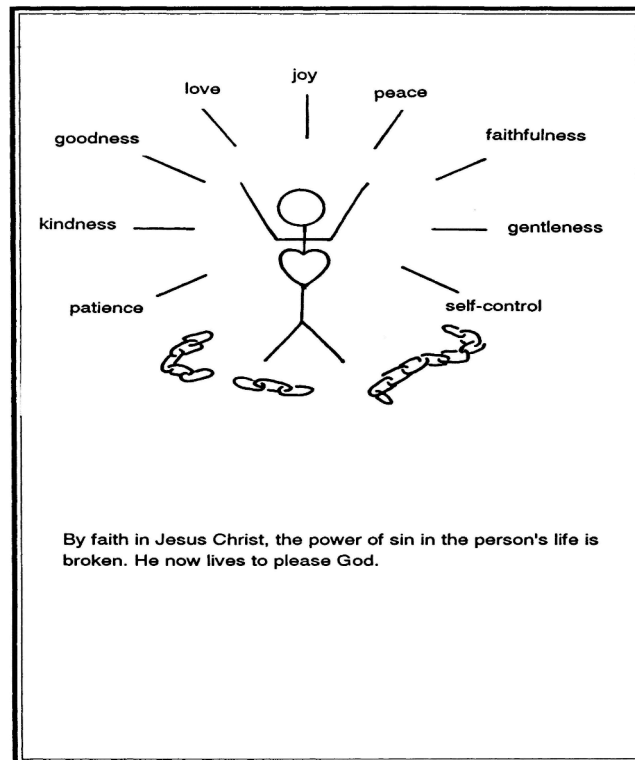 joy
love
peace
goodness
faithfulness
kindness
gentleness
patience
self-control
By faith in Jesus Christ, the power of sin in the person's life is
broken. He now lives to please God.